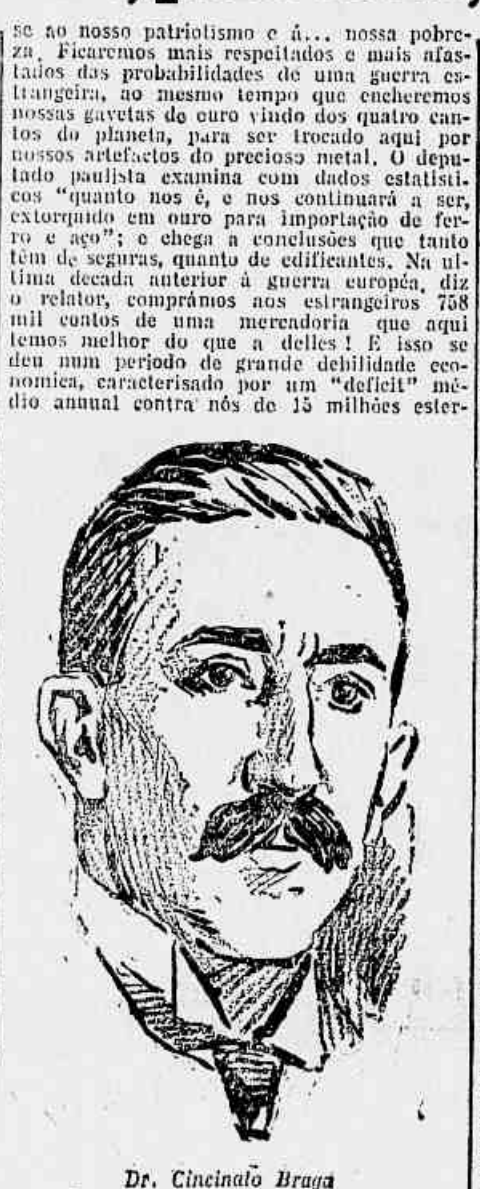 se ao nosso patriotismo e á... nossa pobre-
za. Ficaremos mais respeitados e mais afas-
tados das probabilidades de uma guerra es-
trangeira, ao mesmo tempo que encheremos
nossas gavetas de ouro vindo dos quatro can-
tos do planeta, para ser trocado aqui por
nossos artefactos do precioso metal. O depu-
tado paulista examina com dados estatisti-
cos "quanto nos é, e nos continuará a ser,
extorquido em ouro para importação de fer-
ro e aço"; e chega a conclusões que tanto
têm de seguras, quanto de edificantes. Na ul-
tima decada anterior á guerra européa, diz
o relator, comprámos aos estrangeiros 758
mil contos de uma mercadoria que aqui
temos melhor do que a delles! E isso se
deu num periodo de grande debilidade eco-
nomica, caracterisado por um "deficit" mé-
dio annual contra nós de 15 milhões ester-
Dr. Cincinato Braga